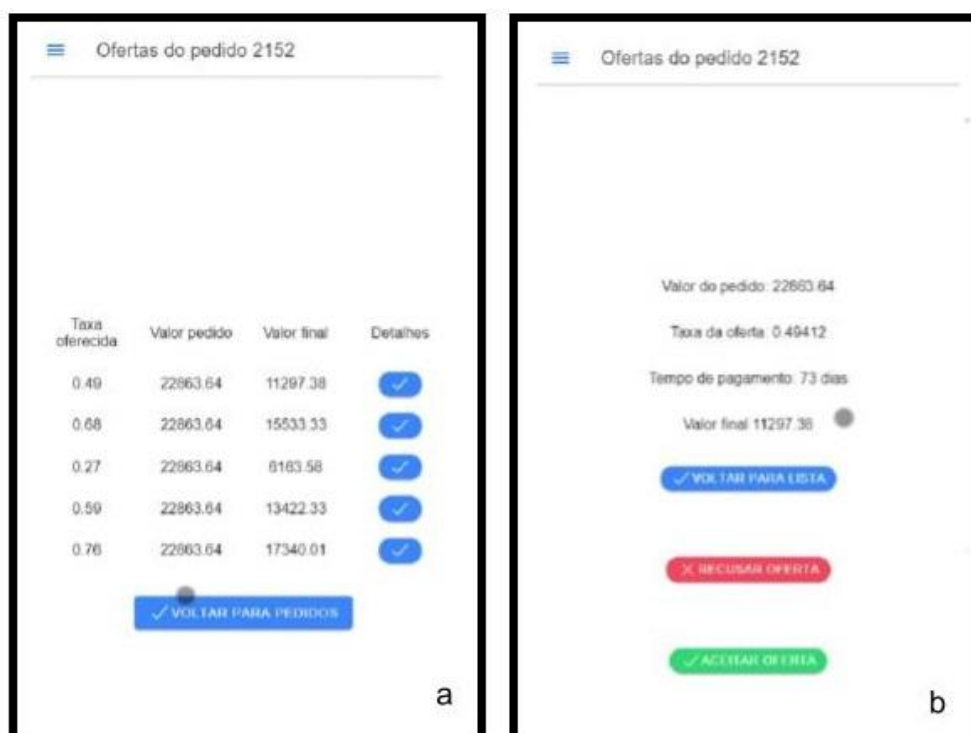 Ofertas do pedido 2152
Taxa oferecida Valor pedido Valor final Detalhes
0.49 22863.64 11297.38
0.68 22863.64 15533.33
0.27 22863.64 6163.58
0.59 22863.64 13422.33
0.76 22863.64 17340.01
VOLTAR PARA PEDIDOS
a
Ofertas do pedido 2152
Valor do pedido: 22863.64
Taxa da oferta: 0.49412
Tempo de pagamento: 73 dias
Valor final 11297.38
VOLTAR PARA LISTA
RECUSAR OFERTA
ACEITAR OFERTA
b